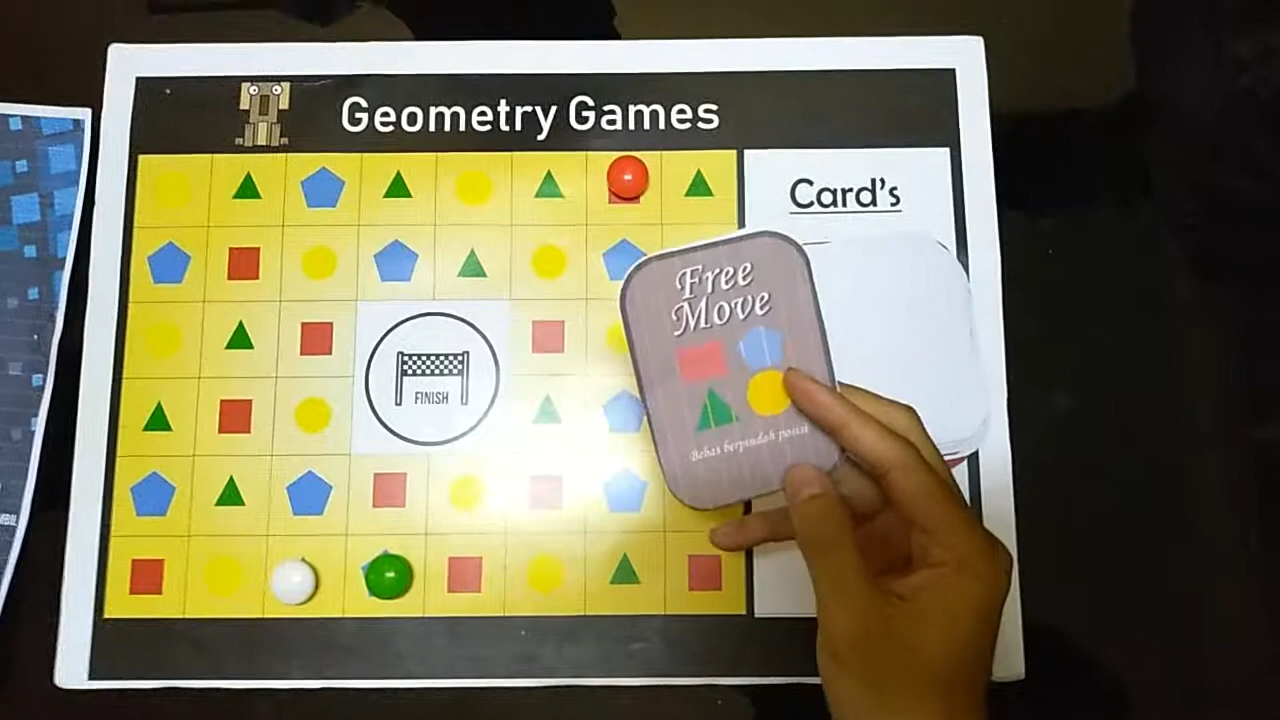 Geometry Games
Card's
Free
Move
Bebas berpindah posisi
FINISH